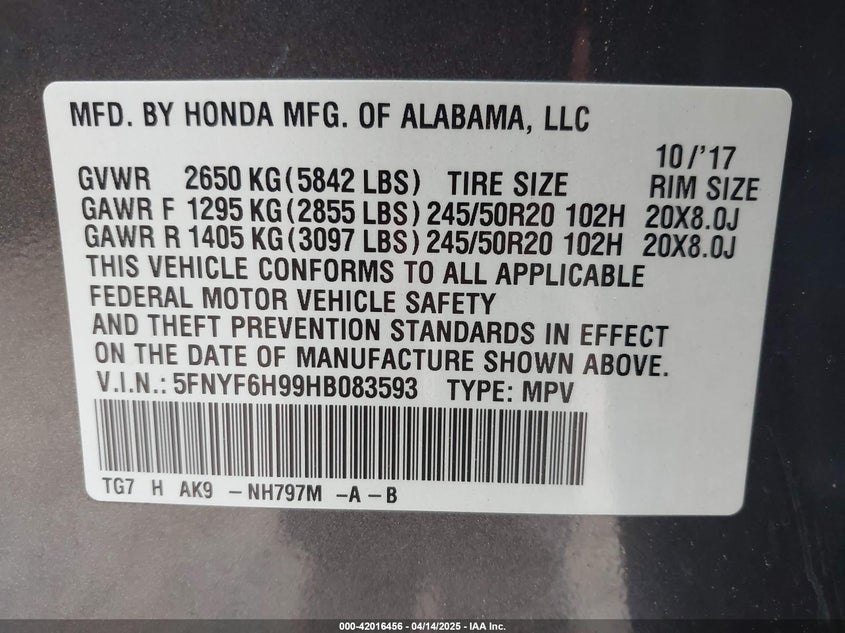 MFD. BY HONDA MFG. OF ALABAMA, LLC
10/'17
GVWR 2650 KG(5842 LBS) TIRE SIZE RIM SIZE
GAWR F 1295 KG(2855 LBS) 245/50R20 102H 20X8.0J
GAWR R 1405 KG(3097 LBS) 245/50R20 102H 20X8.0J
THIS VEHICLE CONFORMS TO ALL APPLICABLE
FEDERAL MOTOR VEHICLE SAFETY
AND THEFT PREVENTION STANDARDS IN EFFECT
ON THE DATE OF MANUFACTURE SHOWN ABOVE.
V.I.N.: 5FNYF6H99HB083593 TYPE: MPV
TG7 H AK9 -NH797M -A-B
000-42016456 - 04/14/2025 - IAA Inc.